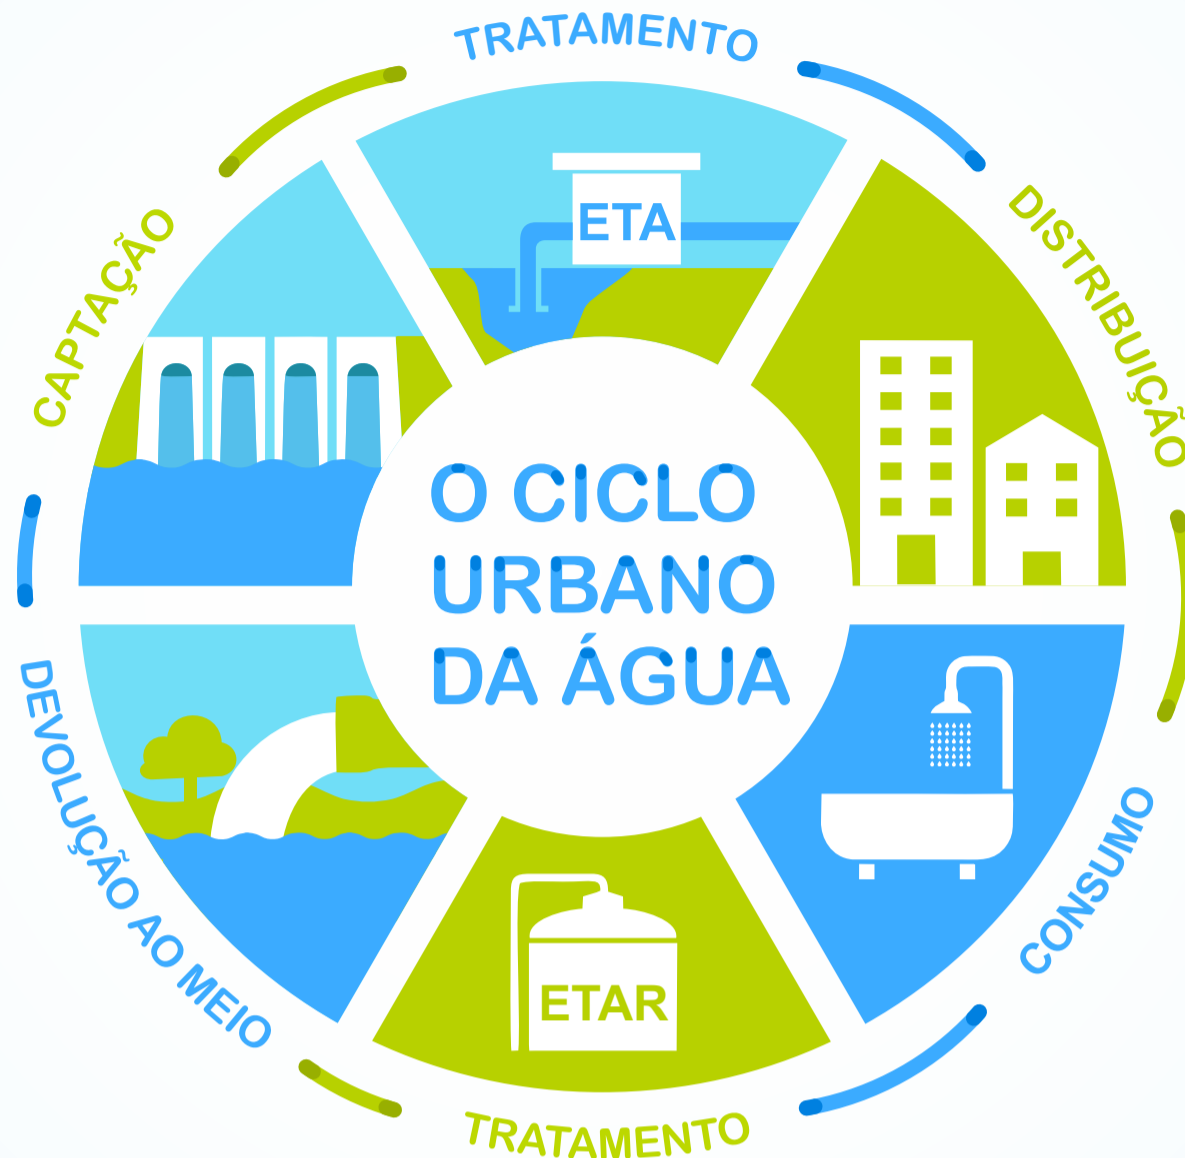 TRATAMENTO
ETA
CAPTAÇÃO
DISTRIBUIÇÃO
O CICLO
URBANO
DA ÁGUA
DEVOLUÇÃO AO MEIO
CONSUMO
ETAR
TRATAMENTO